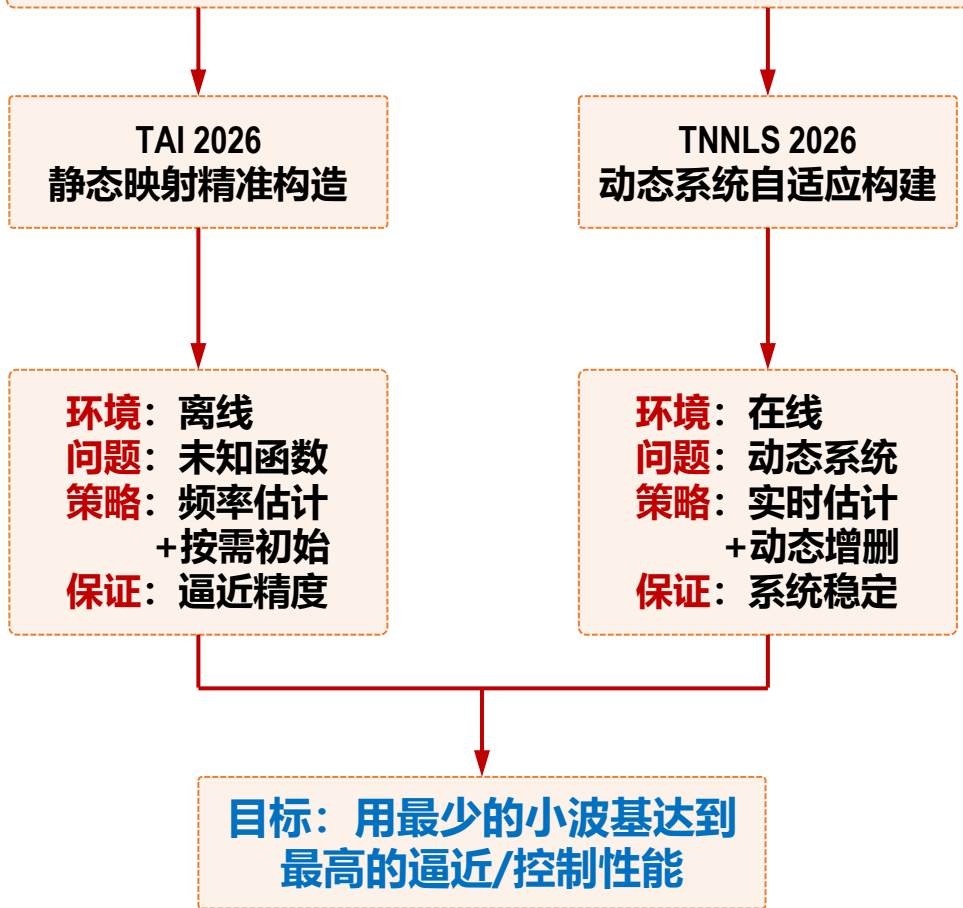 TAI 2026
静态映射精准构造
TNNLS 2026
动态系统自适应构建
环境：离线
问题：未知函数
策略：频率估计
+按需初始
保证：逼近精度
环境：在线
问题：动态系统
策略：实时估计
+动态增删
保证：系统稳定
目标：用最少的小波基达到
最高的逼近/控制性能